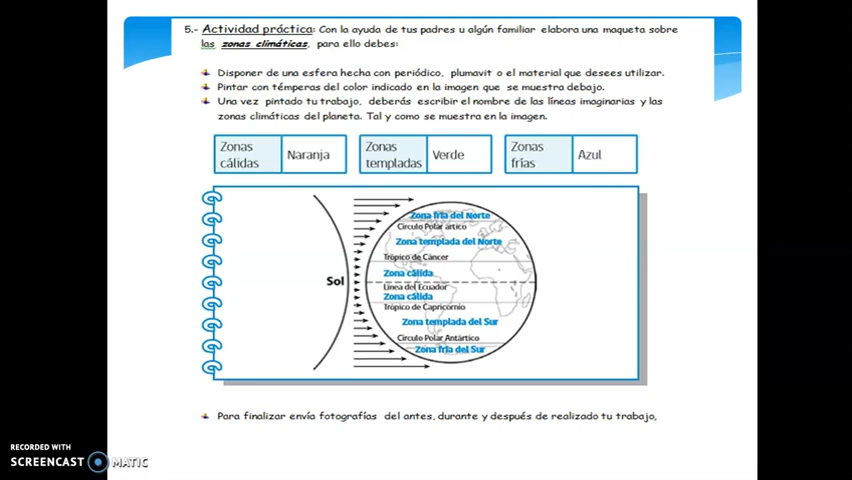 5.- Actividad práctica: Con la ayuda de tus padres u algún familiar elabora una maqueta sobre
las zonas climáticas, para ello debes:
Disponer de una esfera hecha con periódico, plumavit o el material que desees utilizar.
Pintar con témperas del color indicado en la imagen que se muestra debajo.
Una vez pintado tu trabajo, deberás escribir el nombre de las líneas imaginarias y las
zonas climáticas del planeta. Tal y como se muestra en la imagen.
Zonas
cálidas
Naranja
Zonas
templadas
Verde
Zonas
frías
Azul
Zona fría del Norte
Círculo Polar ártico
Zona templada del Norte
Trópico de Cáncer
Zona cálida
Sol
Línea del Ecuador
Zona cálida
Trópico de Capricornio
Zona templada del Sur
Círculo Polar Antártico
Zona fría del Sur
Para finalizar envía fotografías del antes, durante y después de realizado tu trabajo,
RECORDED WITH
SCREENCAST MATIC